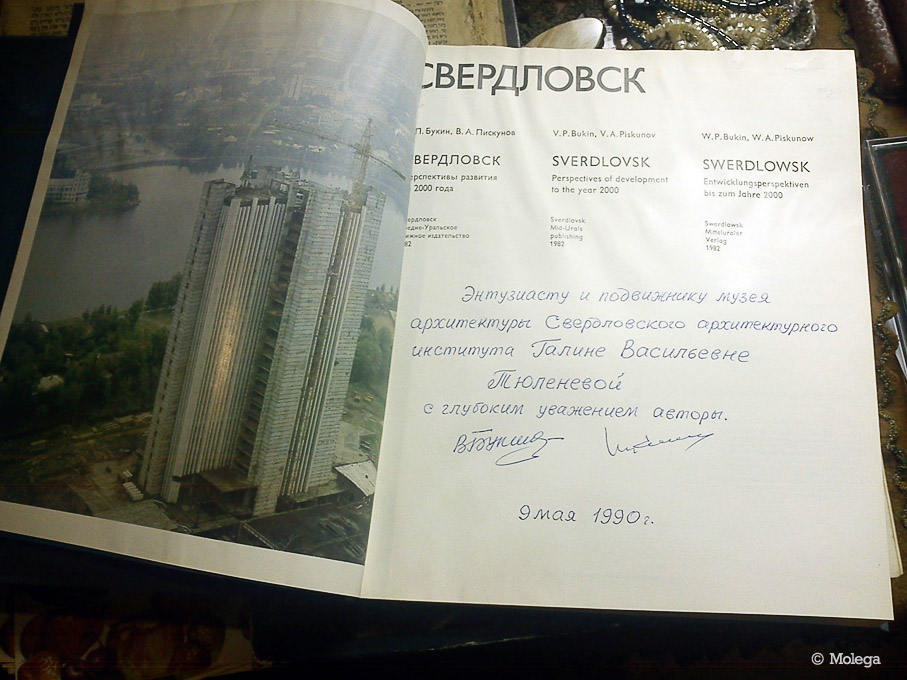 СВЕРДЛОВСК
П. Букин, В. А. Пискунов
ВЕРДЛОВСК
ерспективы развития
2000 года
вердловск
редне-Уральское
ижное издательство
82
V. P. Bukin, V. A. Piskunov
SVERDLOVSK
Perspectives of development
to the year 2000
Sverdlovsk
Mid-Urals
publishing
1982
W. P. Bukin, W. A. Piskunow
SWERDLOWSK
Entwicklungsperspektiven
bis zum Jahre 2000
Swerdlowsk
Mitteluraler
Verlag
1982
Энтузиасту и подвижнику музея
архитектуры Свердловского архитектурного
института Галине Васильевне
Тюленевой
с глубоким уважением авторы.
9 мая 1990 г.
© Molega